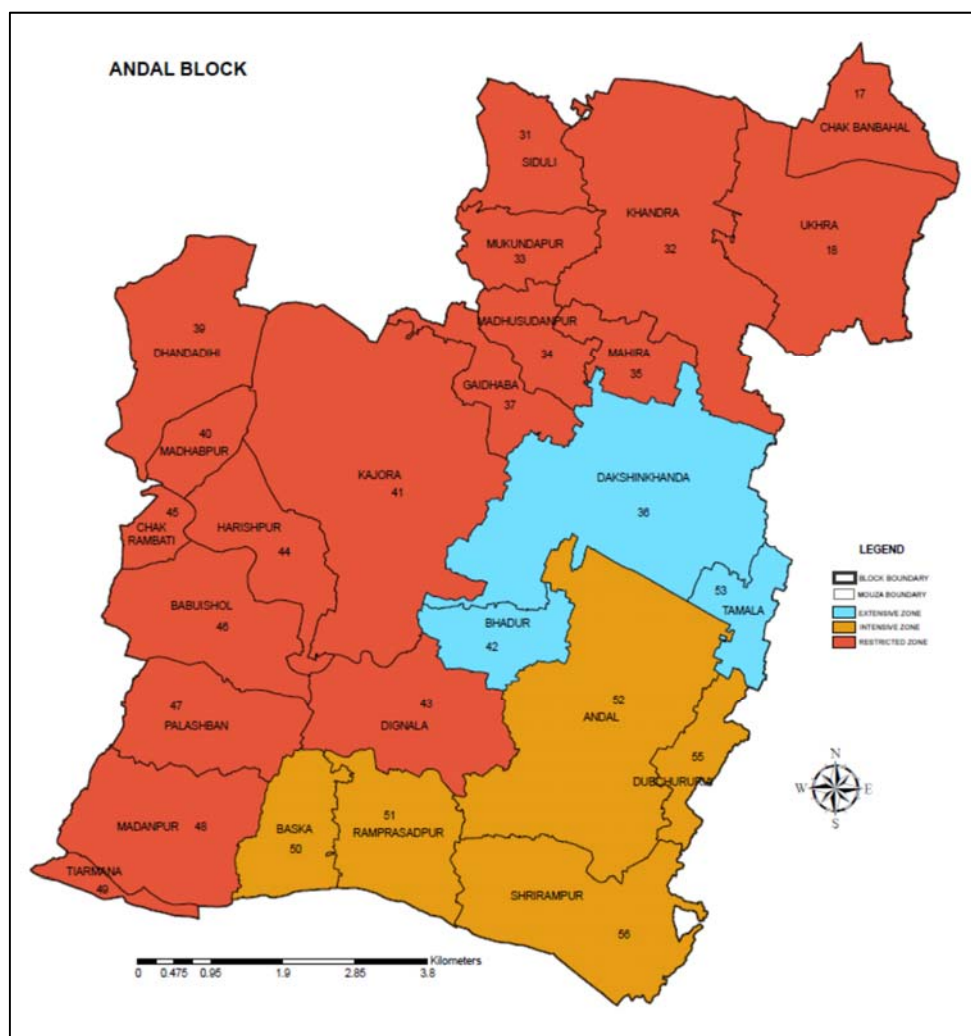 ANDAL BLOCK
17
CHAK BANBAHAL
31
SIDULI
KHANDRA
32
UKHRA
18
MUKUNDAPUR
33
39
DHANDADIHI
MADHUSUDANPUR
34
MAHIRA
35
GAIDHABA
37
40
MADHABPUR
KAJORA
41
DAKSHINKHANDA
36
45
CHAK
RAMBATI
HARISHPUR
44
LEGEND
BLOCK BOUNDARY
MOUZA BOUNDARY
EXTENSIVE ZONE
INTENSIVE ZONE
RESTRICTED ZONE
53
TAMALA
BABUISHOL
46
BHADUR
42
47
PALASHBAN
43
DIGNALA
52
ANDAL
55
N
W E
S
MADANPUR 48
BASKA
50
51
RAMPRASADPUR
TIARMANA
49
SHRIRAMPUR
56
Kilometers
0 0.475 0.95 1.9 2.85 3.8